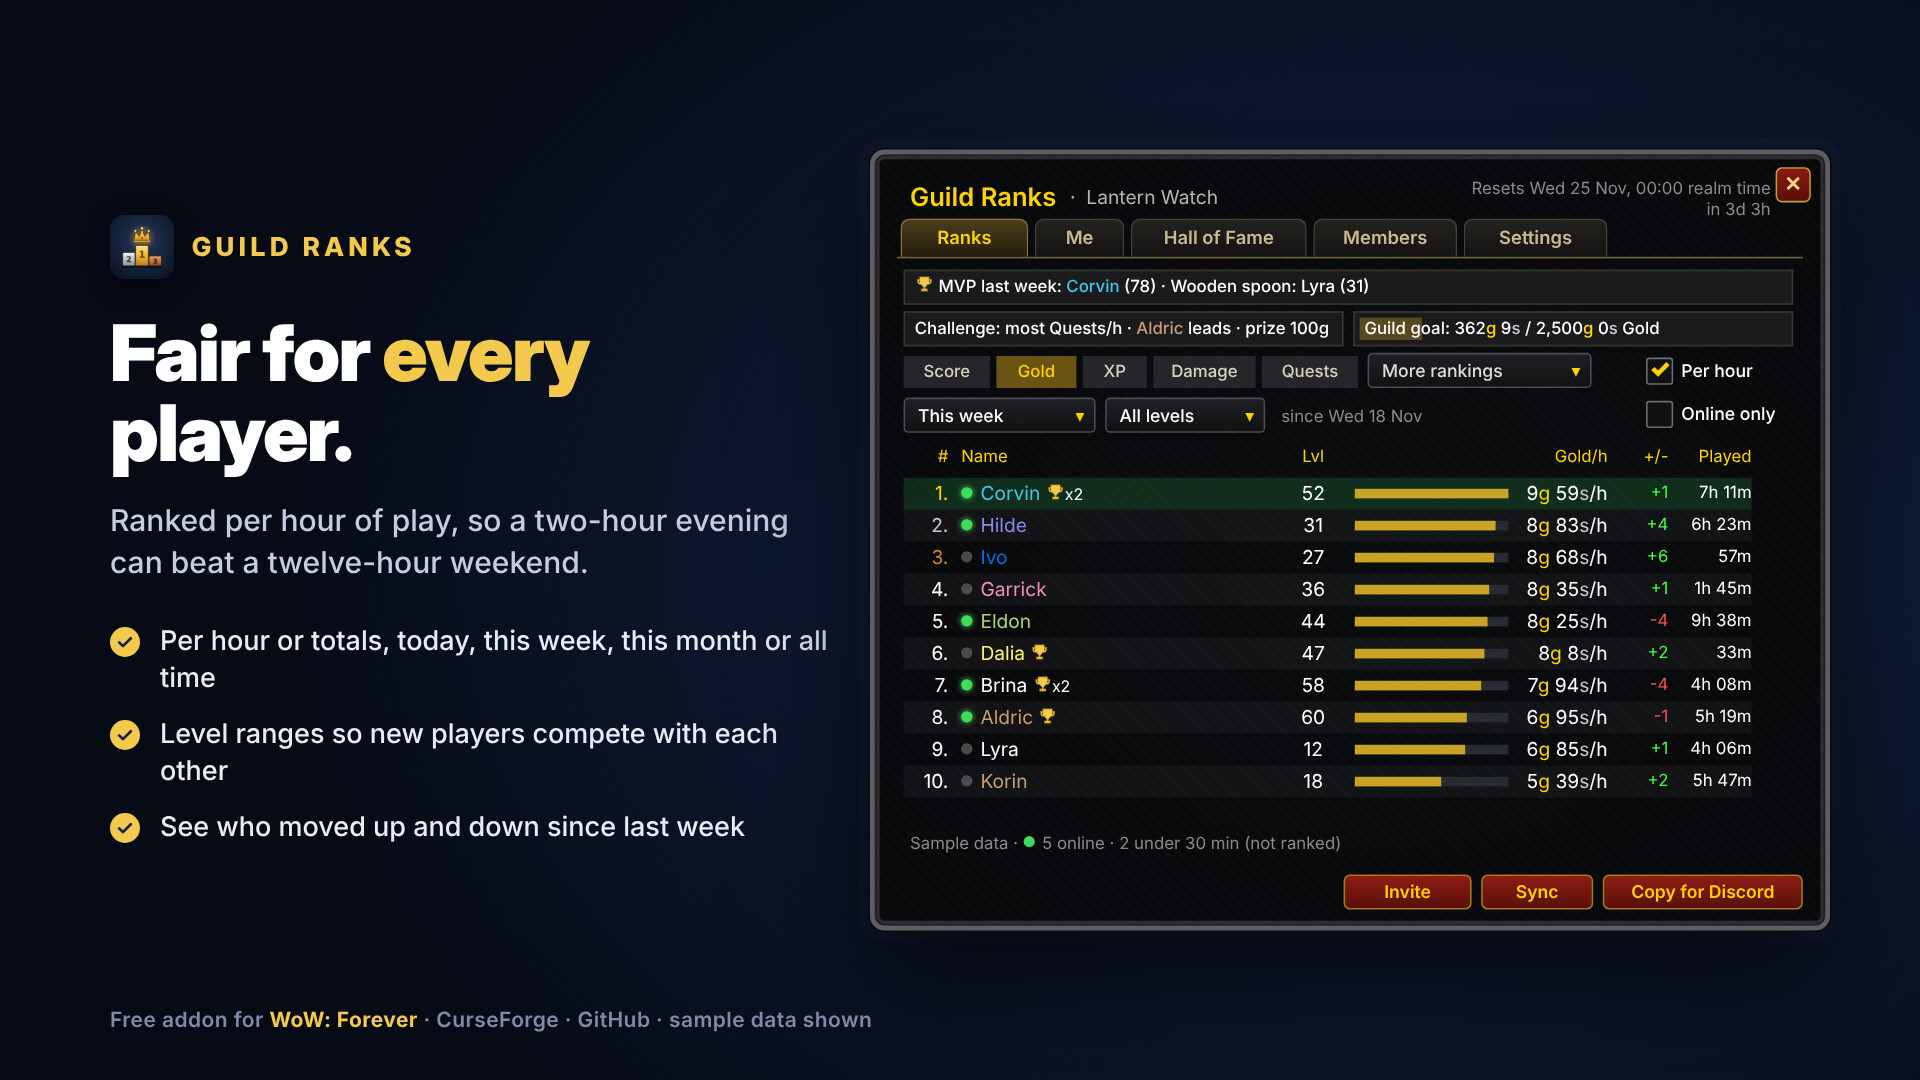 GUILD RANKS
Fair for every
player.
Ranked per hour of play, so a two-hour evening
can beat a twelve-hour weekend.
Per hour or totals, today, this week, this month or all
time
Level ranges so new players compete with each
other
See who moved up and down since last week
Free addon for WoW: Forever · CurseForge · GitHub · sample data shown
Guild Ranks · Lantern Watch
Resets Wed 25 Nov, 00:00 realm time
in 3d 3h
Ranks Me Hall of Fame Members Settings
MVP last week: Corvin (78) · Wooden spoon: Lyra (31)
Challenge: most Quests/h · Aldric leads · prize 100g
Guild goal: 362g 9s / 2,500g 0s Gold
Score Gold XP Damage Quests More rankings Per hour
This week All levels since Wed 18 Nov Online only
# Name Lvl Gold/h +/- Played
1. Corvin x2 52 9g 59s/h +1 7h 11m
2. Hilde 31 8g 83s/h +4 6h 23m
3. Ivo 27 8g 68s/h +6 57m
4. Garrick 36 8g 35s/h +1 1h 45m
5. Eldon 44 8g 25s/h -4 9h 38m
6. Dalia 47 8g 8s/h +2 33m
7. Brina x2 58 7g 94s/h -4 4h 08m
8. Aldric 60 6g 95s/h -1 5h 19m
9. Lyra 12 6g 85s/h +1 4h 06m
10. Korin 18 5g 39s/h +2 5h 47m
Sample data · 5 online · 2 under 30 min (not ranked)
Invite Sync Copy for Discord